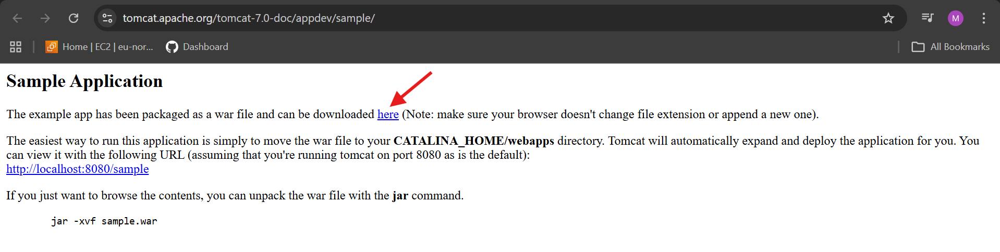 tomcat.apache.org/tomcat-7.0-doc/appdev/sample/
M
Home | EC2 | eu-nor...
Dashboard
All Bookmarks
Sample Application
The example app has been packaged as a war file and can be downloaded here (Note: make sure your browser doesn't change file extension or append a new one).
The easiest way to run this application is simply to move the war file to your CATALINA_HOME/webapps directory. Tomcat will automatically expand and deploy the application for you. You
can view it with the following URL (assuming that you're running tomcat on port 8080 as is the default):
http://localhost:8080/sample
If you just want to browse the contents, you can unpack the war file with the jar command.
jar -xvf sample.war